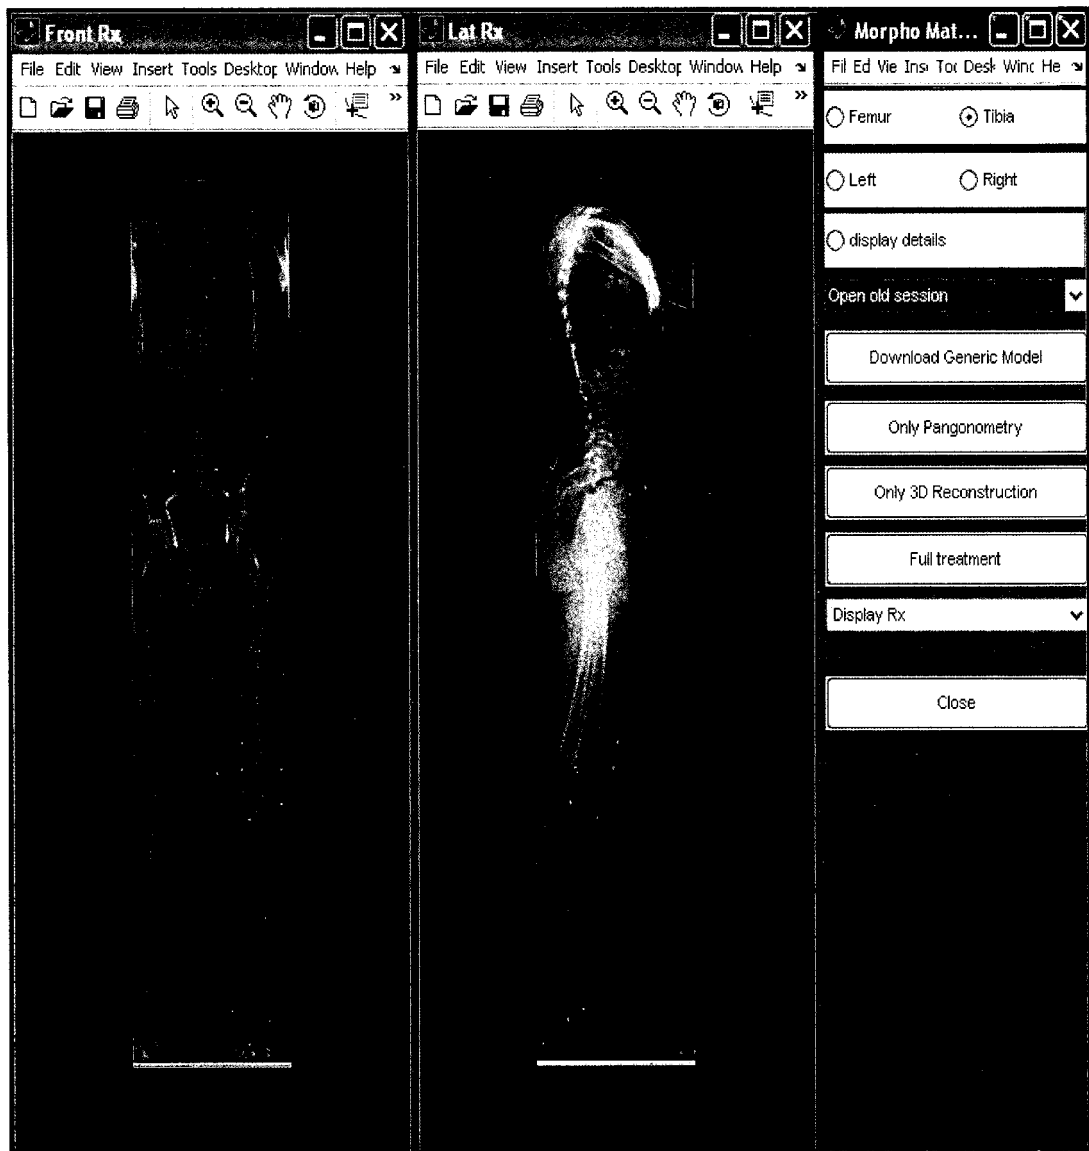 Front Rx
File Edit View Insert Tools Desktop Window Help
Lat Rx
File Edit View Insert Tools Desktop Window Help
Morpho Mat...
Fil Ed Vie Ins Too Desk Winc He
Femur Tibia
Left Right
display details
Open old session
Download Generic Model
Only Pangonometry
Only 3D Reconstruction
Full treatment
Display Rx
Close